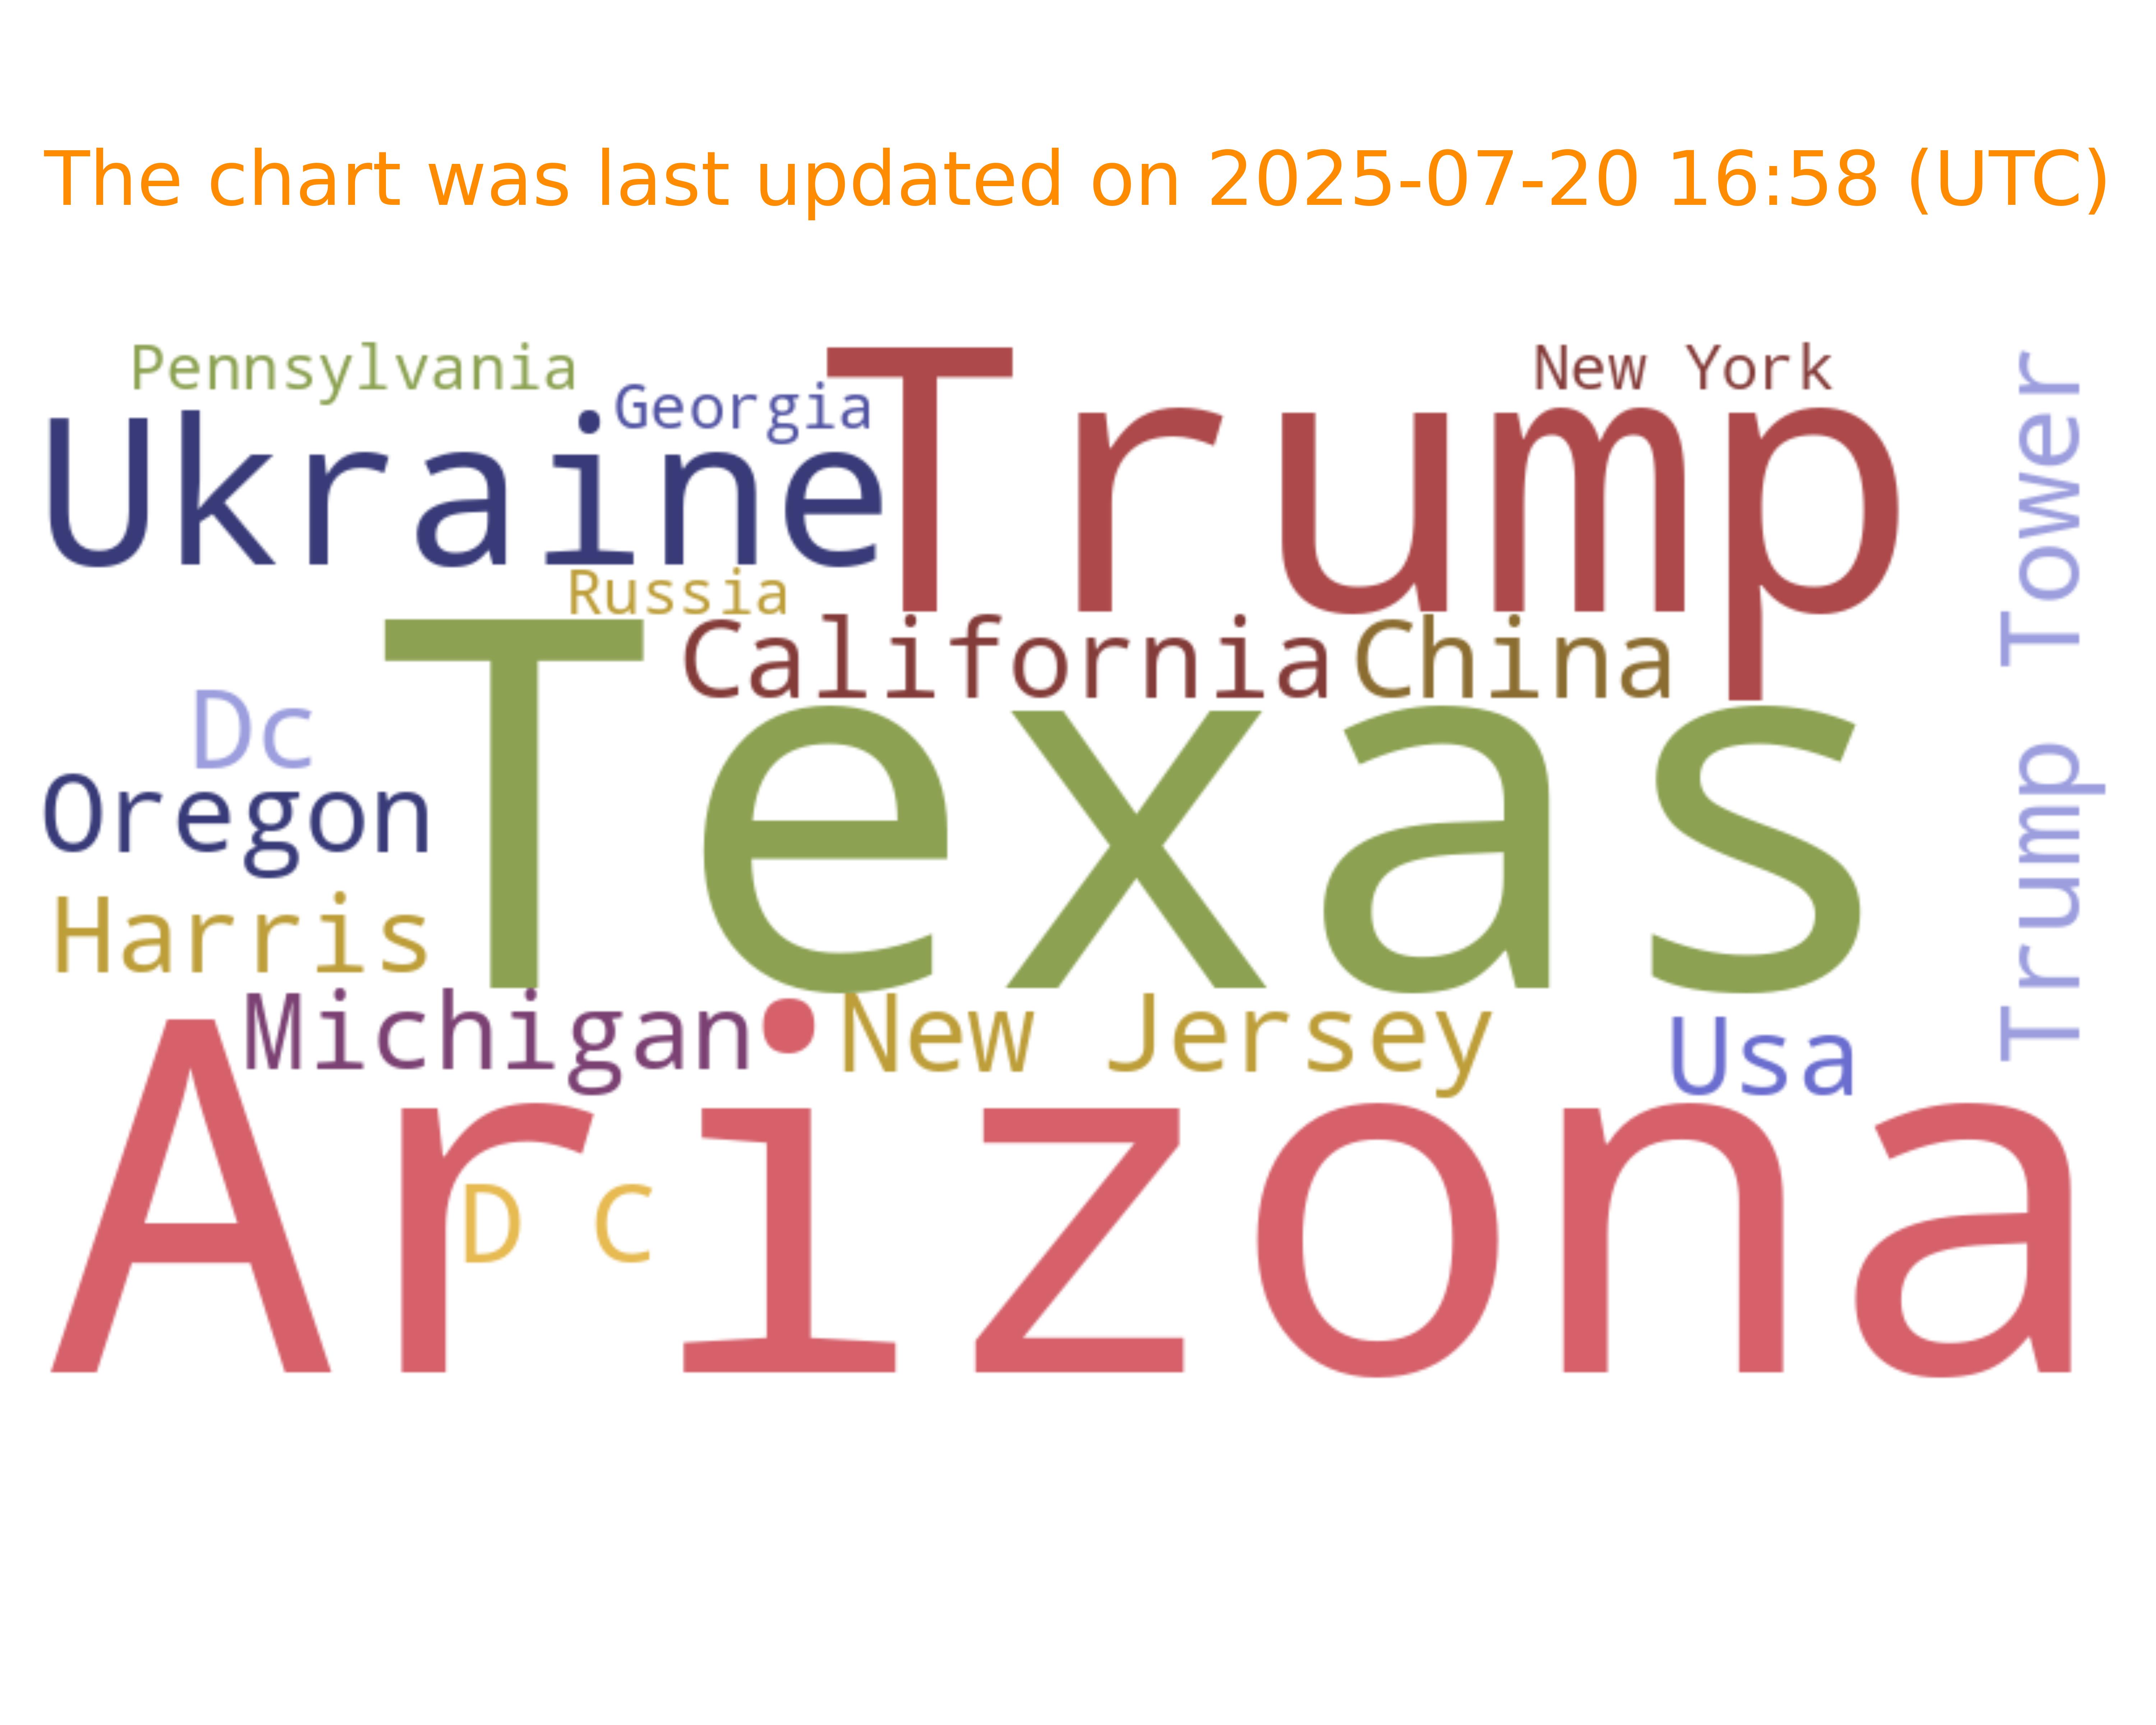 The chart was last updated on 2025-07-20 16:58 (UTC)
Pennsylvania
New York
Georgia
Trump
Ukraine
Trump Tower
Russia
California
China
Texas
Dc
Oregon
Harris
Michigan
New Jersey
Usa
Arizona
D C